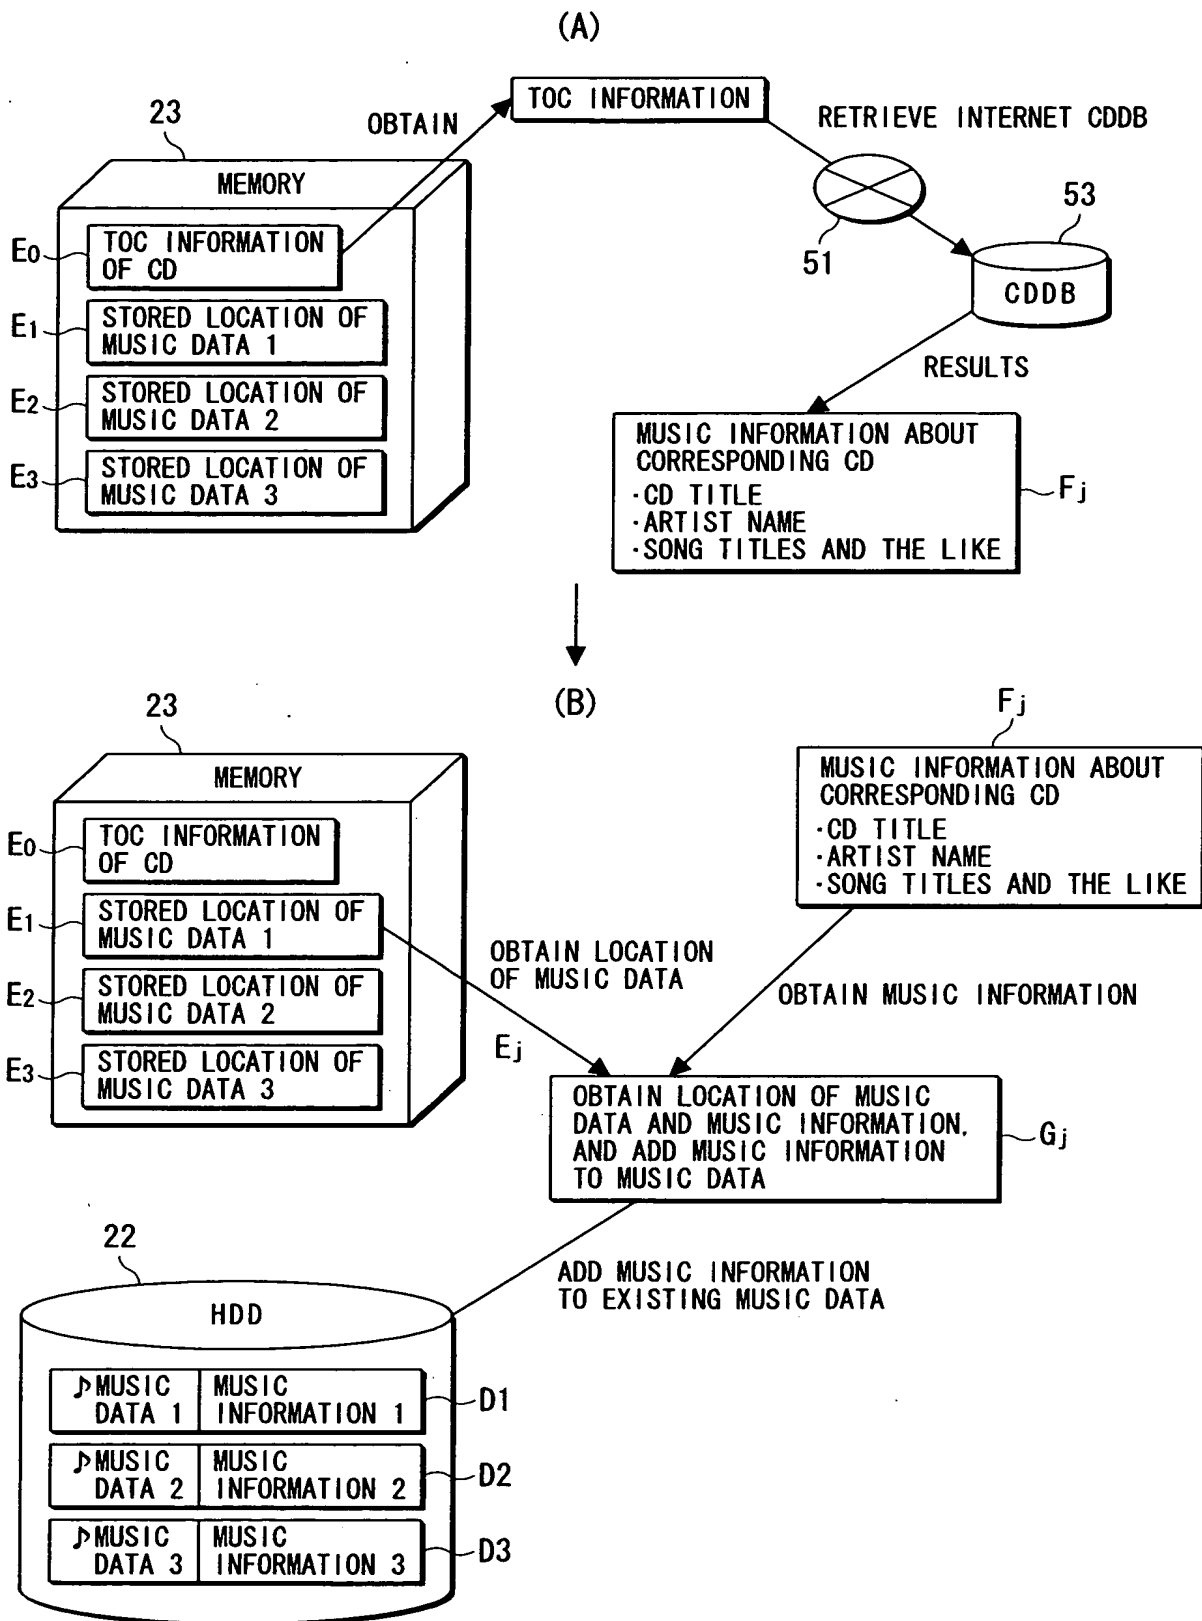 (A)
23
OBTAIN
TOC INFORMATION
RETRIEVE INTERNET CDDB
MEMORY
E0
TOC INFORMATION
OF CD
E1
STORED LOCATION OF
MUSIC DATA 1
E2
STORED LOCATION OF
MUSIC DATA 2
E3
STORED LOCATION OF
MUSIC DATA 3
51
53
CDDB
RESULTS
MUSIC INFORMATION ABOUT
CORRESPONDING CD
·CD TITLE
·ARTIST NAME
·SONG TITLES AND THE LIKE
Fj
(B)
23
MEMORY
E0
TOC INFORMATION
OF CD
E1
STORED LOCATION OF
MUSIC DATA 1
E2
STORED LOCATION OF
MUSIC DATA 2
E3
STORED LOCATION OF
MUSIC DATA 3
Fj
MUSIC INFORMATION ABOUT
CORRESPONDING CD
·CD TITLE
·ARTIST NAME
·SONG TITLES AND THE LIKE
OBTAIN LOCATION
OF MUSIC DATA
OBTAIN MUSIC INFORMATION
Ej
OBTAIN LOCATION OF MUSIC
DATA AND MUSIC INFORMATION,
AND ADD MUSIC INFORMATION
TO MUSIC DATA
Gj
22
HDD
ADD MUSIC INFORMATION
TO EXISTING MUSIC DATA
♪MUSIC
DATA 1
MUSIC
INFORMATION 1
D1
♪MUSIC
DATA 2
MUSIC
INFORMATION 2
D2
♪MUSIC
DATA 3
MUSIC
INFORMATION 3
D3